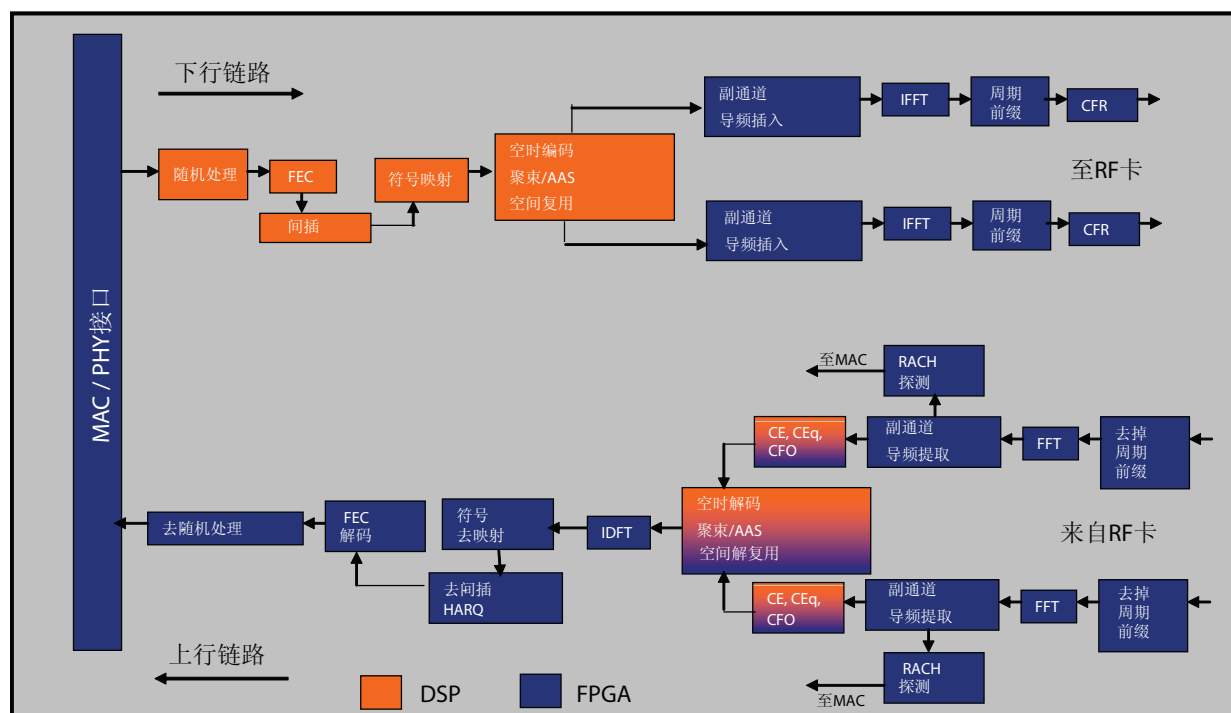 下行链路
副通道
导频插入
IFFT
周期
前缀
CFR
随机处理
FEC
间插
符号映射
空时编码
聚束/AAS
空间复用
至RF卡
副通道
导频插入
IFFT
周期
前缀
CFR
MAC / PHY接口
至MAC
RACH
探测
CE, CEq,
CFO
副通道
导频提取
FFT
去掉
周期
前缀
去随机处理
FEC
解码
符号
去映射
IDFT
空时解码
聚束/AAS
空间解复用
来自RF卡
去间插
HARQ
CE, CEq,
CFO
副通道
导频提取
FFT
去掉
周期
前缀
上行链路
至MAC
RACH
探测
DSP
FPGA